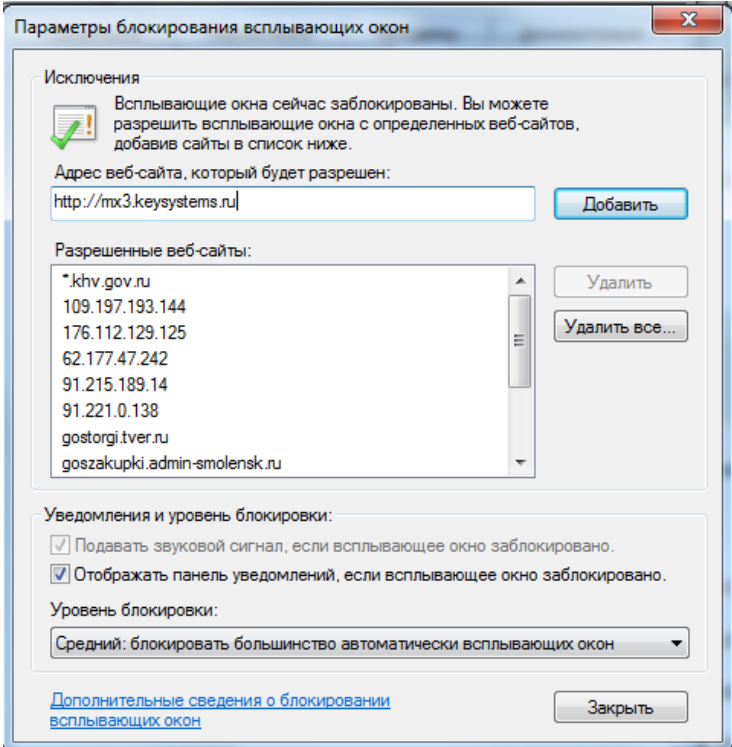 Параметры блокирования всплывающих окон
Исключения
Всплывающие окна сейчас заблокированы. Вы можете
разрешить всплывающие окна с определенных веб-сайтов,
добавив сайты в список ниже.
Адрес веб-сайта, который будет разрешен:
http://mx3.keysystems.ru
Добавить
Разрешенные веб-сайты:
*.khv.gov.ru
109.197.193.144
176.112.129.125
62.177.47.242
91.215.189.14
91.221.0.138
gostorgi.tver.ru
goszakupki.admin-smolensk.ru
Удалить
Удалить все...
Уведомления и уровень блокировки:
Подавать звуковой сигнал, если всплывающее окно заблокировано.
Отображать панель уведомлений, если всплывающее окно заблокировано.
Уровень блокировки:
Средний: блокировать большинство автоматически всплывающих окон
Дополнительные сведения о блокировании
всплывающих окон
Закрыть